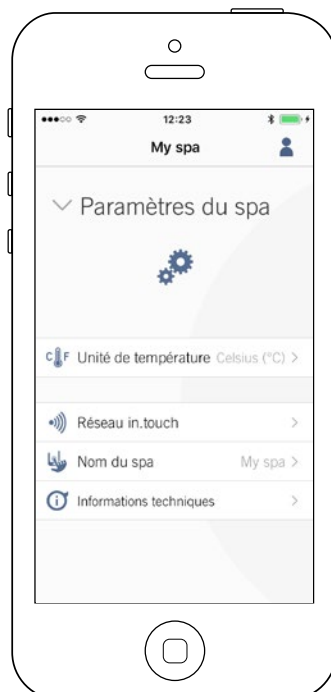 12:23
My spa
Paramètres du spa
C F Unité de température Celsius (°C)
Réseau in.touch
Nom du spa My spa
Informations techniques